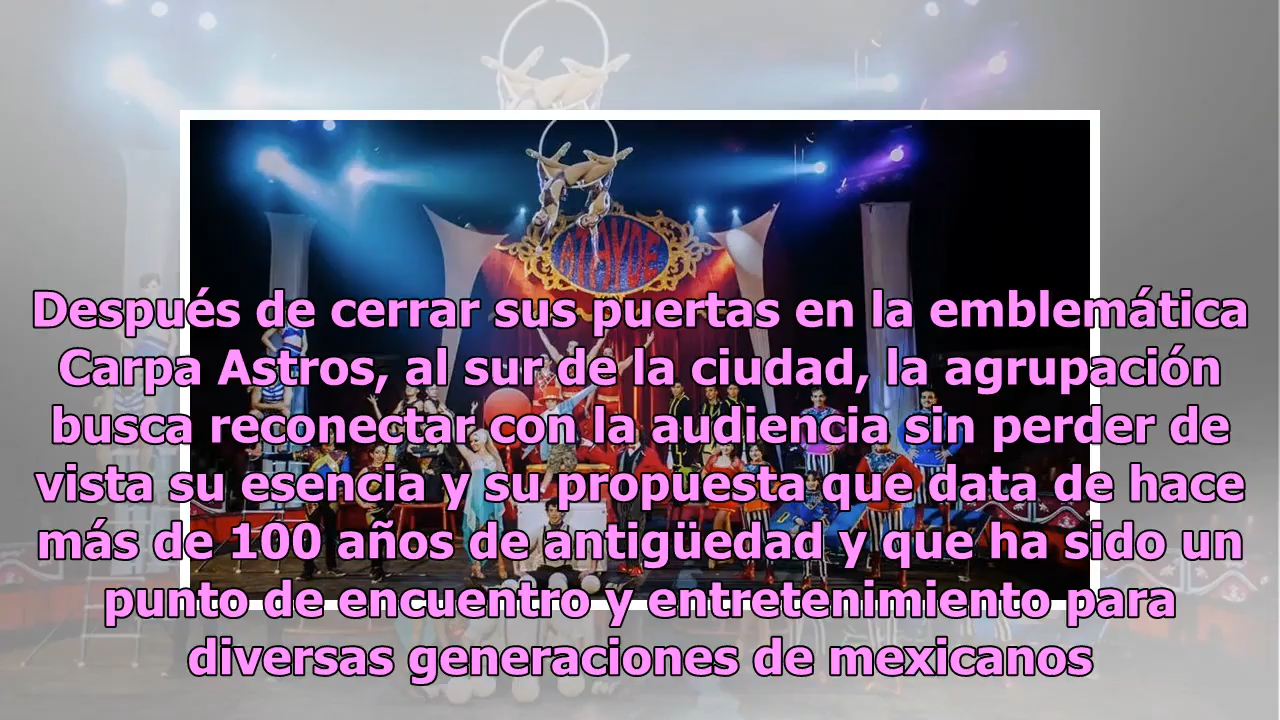 ATAYDE
Después de cerrar sus puertas en la emblemática
Carpa Astros, al sur de la ciudad, la agrupación
busca reconectar con la audiencia sin perder de
vista su esencia y su propuesta que data de hace
más de 100 años de antigüedad y que ha sido un
punto de encuentro y entretenimiento para
diversas generaciones de mexicanos